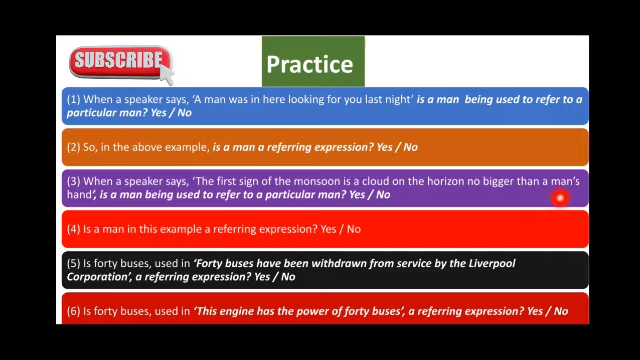 SUBSCRIBE
Practice
(1) When a speaker says, ‘A man was in here looking for you last night’ is a man being used to refer to a
particular man? Yes / No
(2) So, in the above example, is a man a referring expression? Yes / No
(3) When a speaker says, ‘The first sign of the monsoon is a cloud on the horizon no bigger than a man’s
hand’, is a man being used to refer to a particular man? Yes / No
(4) Is a man in this example a referring expression? Yes / No
(5) Is forty buses, used in ‘Forty buses have been withdrawn from service by the Liverpool
Corporation’, a referring expression? Yes / No
(6) Is forty buses, used in ‘This engine has the power of forty buses’, a referring expression? Yes / No